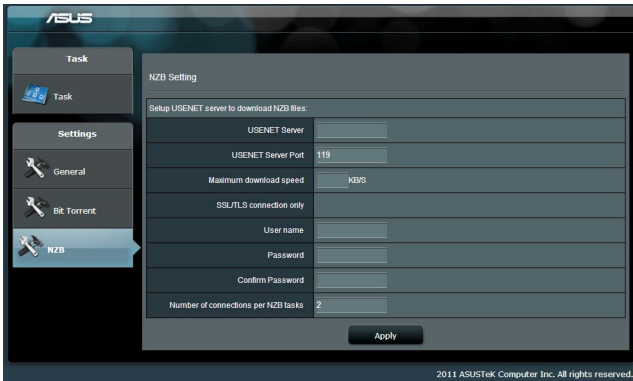 ASUS
Task
Task
Settings
General
Bit Torrent
NZB
NZB Setting
Setup USENET server to download NZB files:
USENET Server
USENET Server Port 119
Maximum download speed KB/S
SSL/TLS connection only
User name
Password
Confirm Password
Number of connections per NZB tasks 2
Apply
2011 ASUSTeK Computer Inc. All rights reserved.